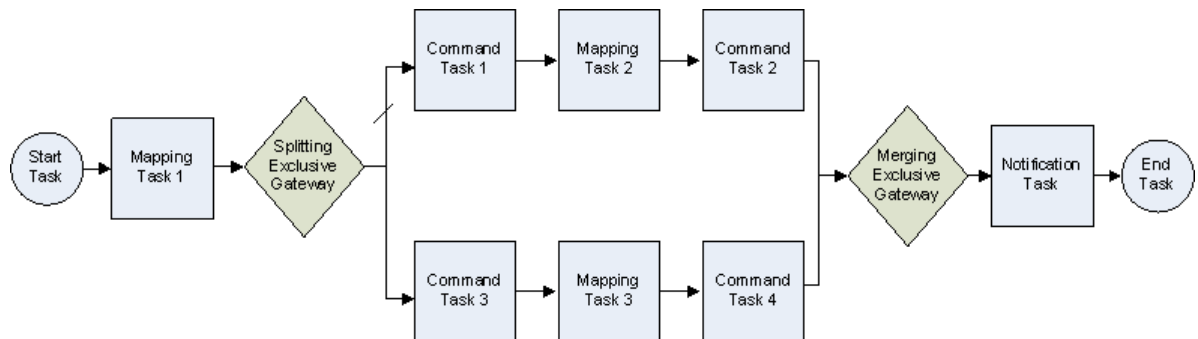 Start
Task
Mapping
Task 1
Splitting
Exclusive
Gateway
Command
Task 1
Mapping
Task 2
Command
Task 2
Command
Task 3
Mapping
Task 3
Command
Task 4
Merging
Exclusive
Gateway
Notification
Task
End
Task